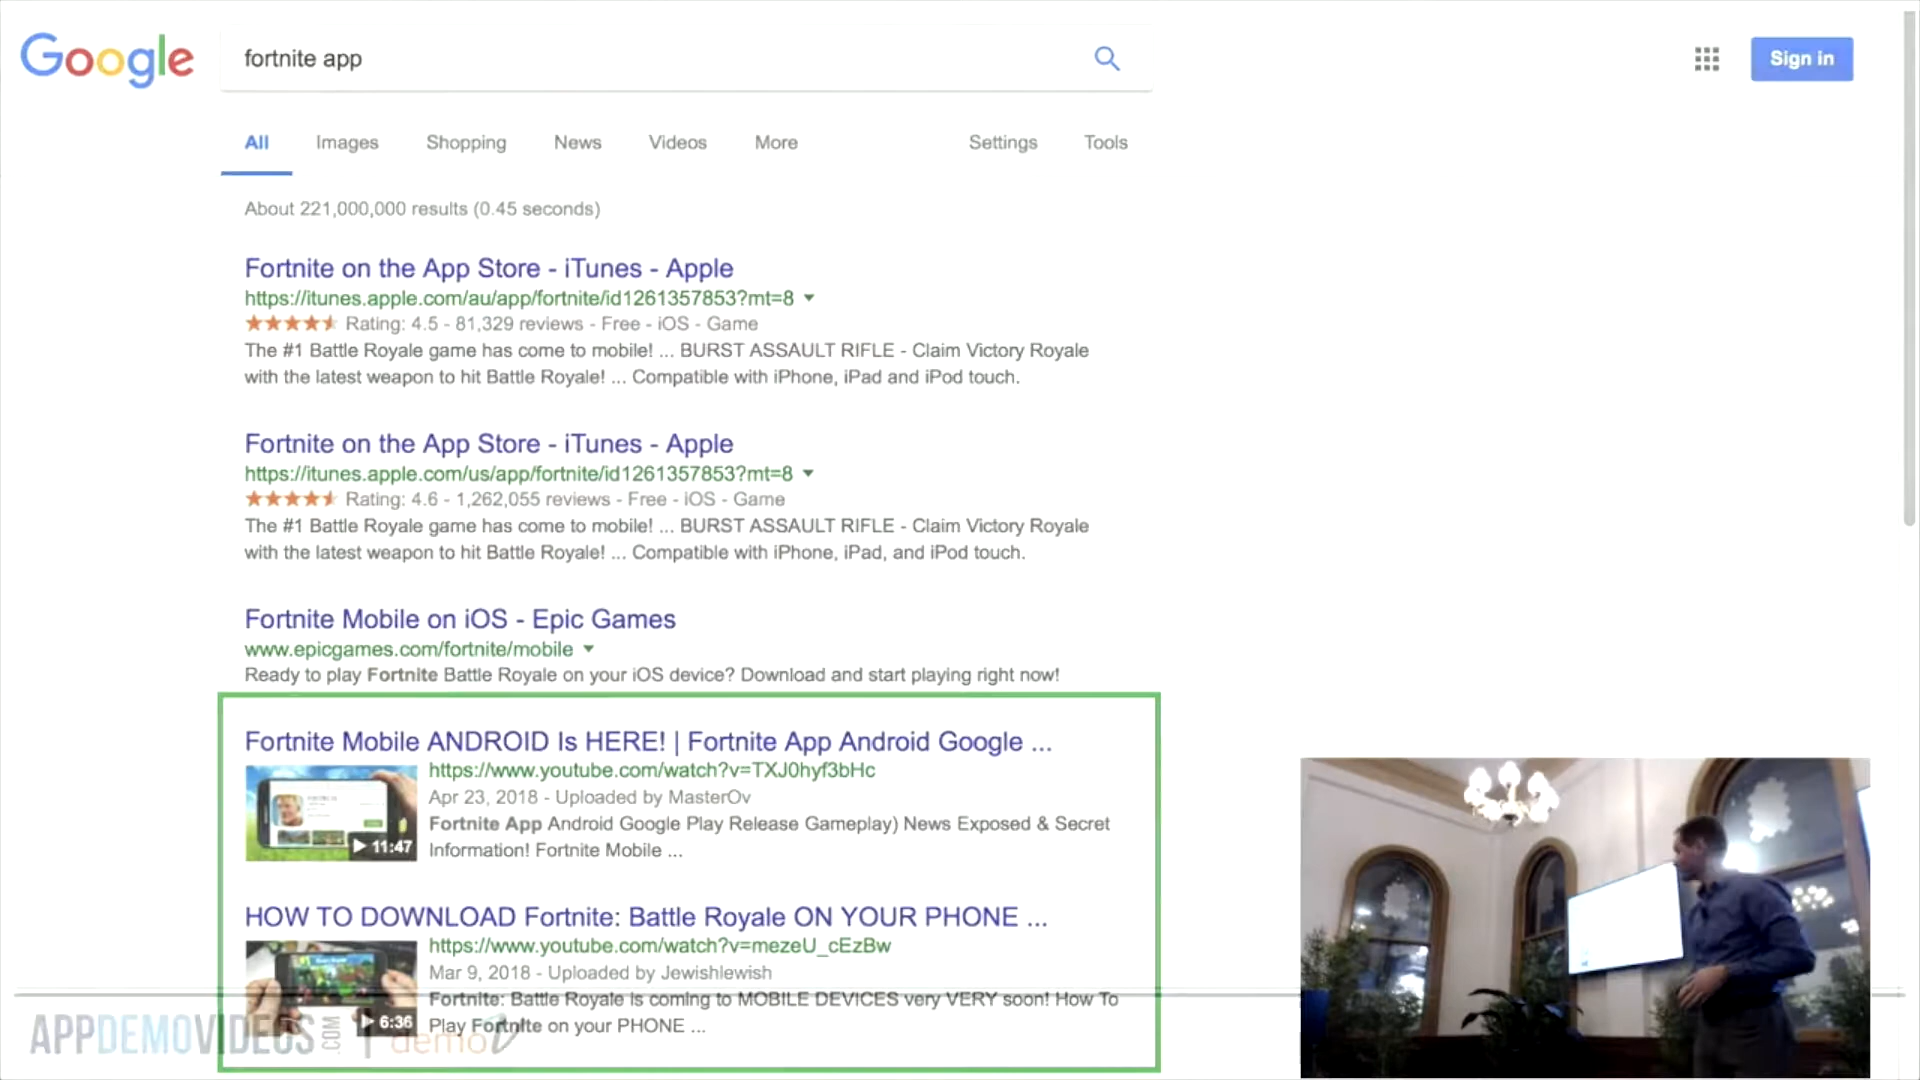 Google
fortnite app
Sign in
All Images Shopping News Videos More Settings Tools
About 221,000,000 results (0.45 seconds)
Fortnite on the App Store - iTunes - Apple
https://itunes.apple.com/au/app/fortnite/id1261357853?mt=8
Rating: 4.5 - 81,329 reviews - Free - iOS - Game
The #1 Battle Royale game has come to mobile! ... BURST ASSAULT RIFLE - Claim Victory Royale
with the latest weapon to hit Battle Royale! ... Compatible with iPhone, iPad and iPod touch.
Fortnite on the App Store - iTunes - Apple
https://itunes.apple.com/us/app/fortnite/id1261357853?mt=8
Rating: 4.6 - 1,262,055 reviews - Free - iOS - Game
The #1 Battle Royale game has come to mobile! ... BURST ASSAULT RIFLE - Claim Victory Royale
with the latest weapon to hit Battle Royale! ... Compatible with iPhone, iPad, and iPod touch.
Fortnite Mobile on iOS - Epic Games
www.epicgames.com/fortnite/mobile
Ready to play Fortnite Battle Royale on your iOS device? Download and start playing right now!
Fortnite Mobile ANDROID Is HERE! | Fortnite App Android Google ...
https://www.youtube.com/watch?v=TXJ0hyf3bHc
Apr 23, 2018 - Uploaded by MasterOv
Fortnite App Android Google Play Release Gameplay) News Exposed & Secret
11:47
Information! Fortnite Mobile ...
HOW TO DOWNLOAD Fortnite: Battle Royale ON YOUR PHONE ...
https://www.youtube.com/watch?v=mezeU_cEzBw
Mar 9, 2018 - Uploaded by Jewishlewish
Fortnite: Battle Royale is coming to MOBILE DEVICES very VERY soon! How To
6:36
Play Fortnite on your PHONE ...
APPDEMOVIDEOS.COM | demo